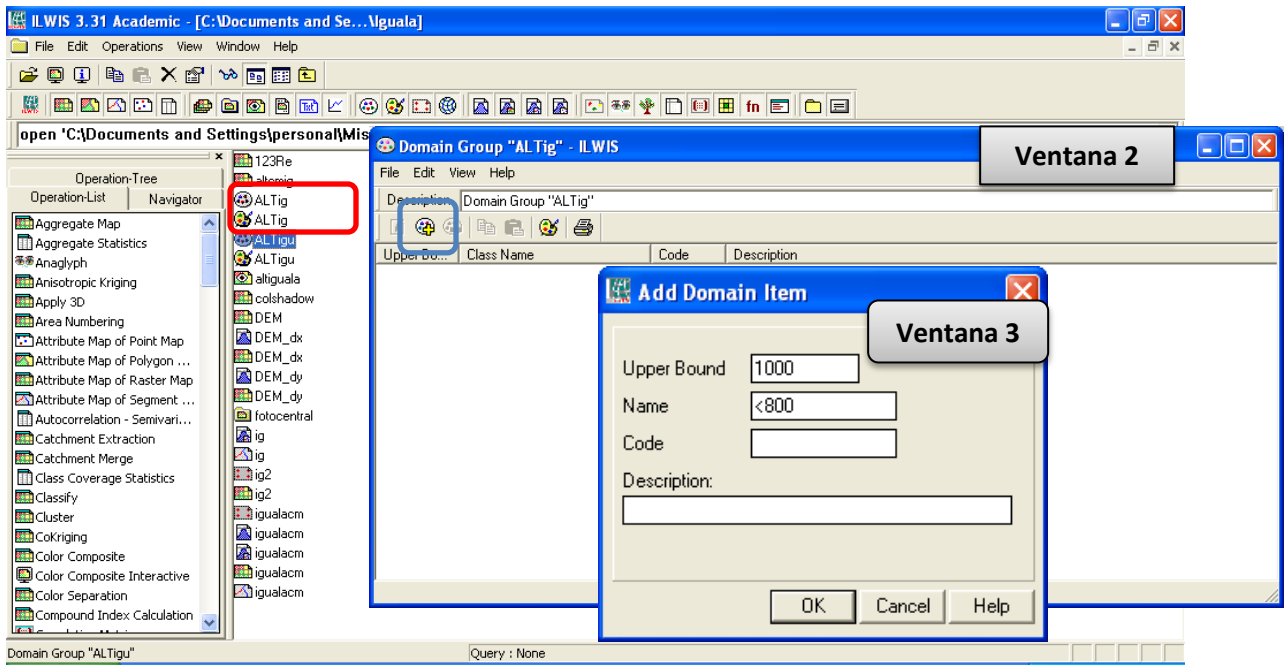 ILWIS 3.31 Academic - [C:\Documents and Se...\Iguala]
File Edit Operations View Window Help
open 'C:\Documents and Settings\personal\Mis
Operation-Tree
Operation-List Navigator
Aggregate Map
Aggregate Statistics
Anaglyph
Anisotropic Kriging
Apply 3D
Area Numbering
Attribute Map of Point Map
Attribute Map of Polygon ...
Attribute Map of Raster Map
Attribute Map of Segment ...
Autocorrelation - Semivari...
Catchment Extraction
Catchment Merge
Class Coverage Statistics
Classify
Cluster
CoKriging
Color Composite
Color Composite Interactive
Color Separation
Compound Index Calculation
123Re
ALTig
ALTig
ALTigu
ALTigu
altiguala
colshadow
DEM
DEM_dx
DEM_dx
DEM_dy
DEM_dy
fotocentral
ig
ig
ig2
ig2
igualacm
igualacm
igualacm
igualacm
igualacm
Domain Group "ALTig" - ILWIS
Ventana 2
File Edit View Help
Description Domain Group "ALTig"
Upper Bo... Class Name Code Description
Add Domain Item
Ventana 3
Upper Bound 1000
Name <800
Code
Description:
OK Cancel Help
Domain Group "ALTigu"
Query : None